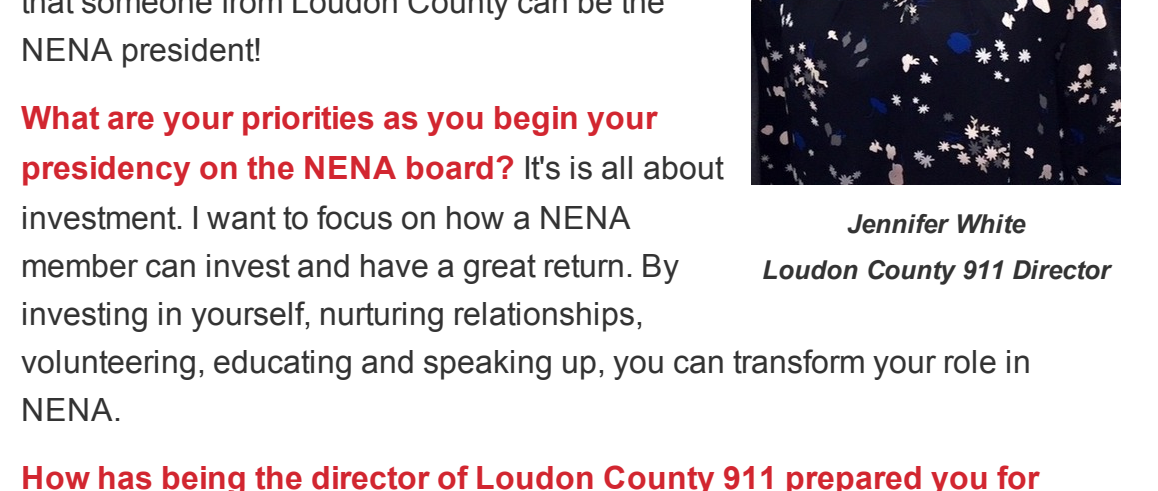 that someone from Loudon County can be the
NENA president!
What are your priorities as you begin your
presidency on the NENA board? It's is all about
investment. I want to focus on how a NENA
member can invest and have a great return. By
investing in yourself, nurturing relationships,
volunteering, educating and speaking up, you can transform your role in
NENA.
Jennifer White
Loudon County 911 Director
How has being the director of Loudon County 911 prepared you for